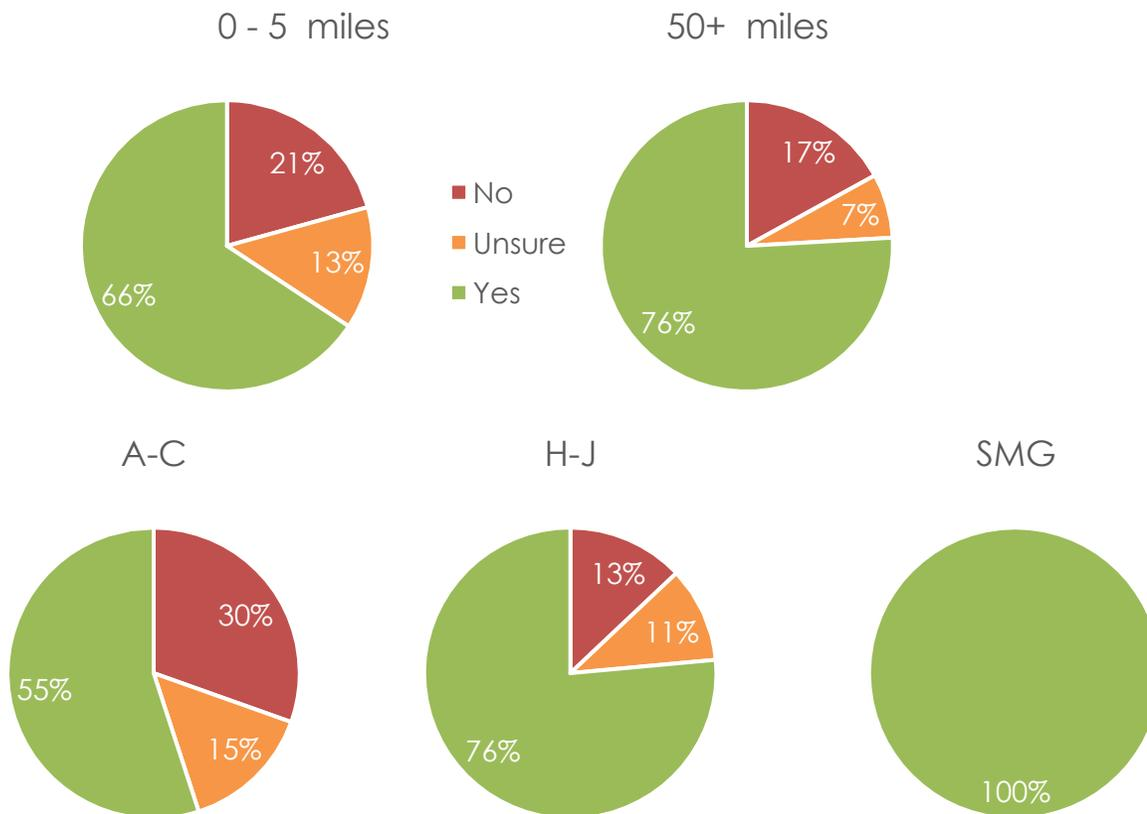 0 - 5 miles
50+ miles
21%
13%
66%
No
Unsure
Yes
17%
7%
76%
A-C
H-J
SMG
30%
15%
55%
13%
11%
76%
100%